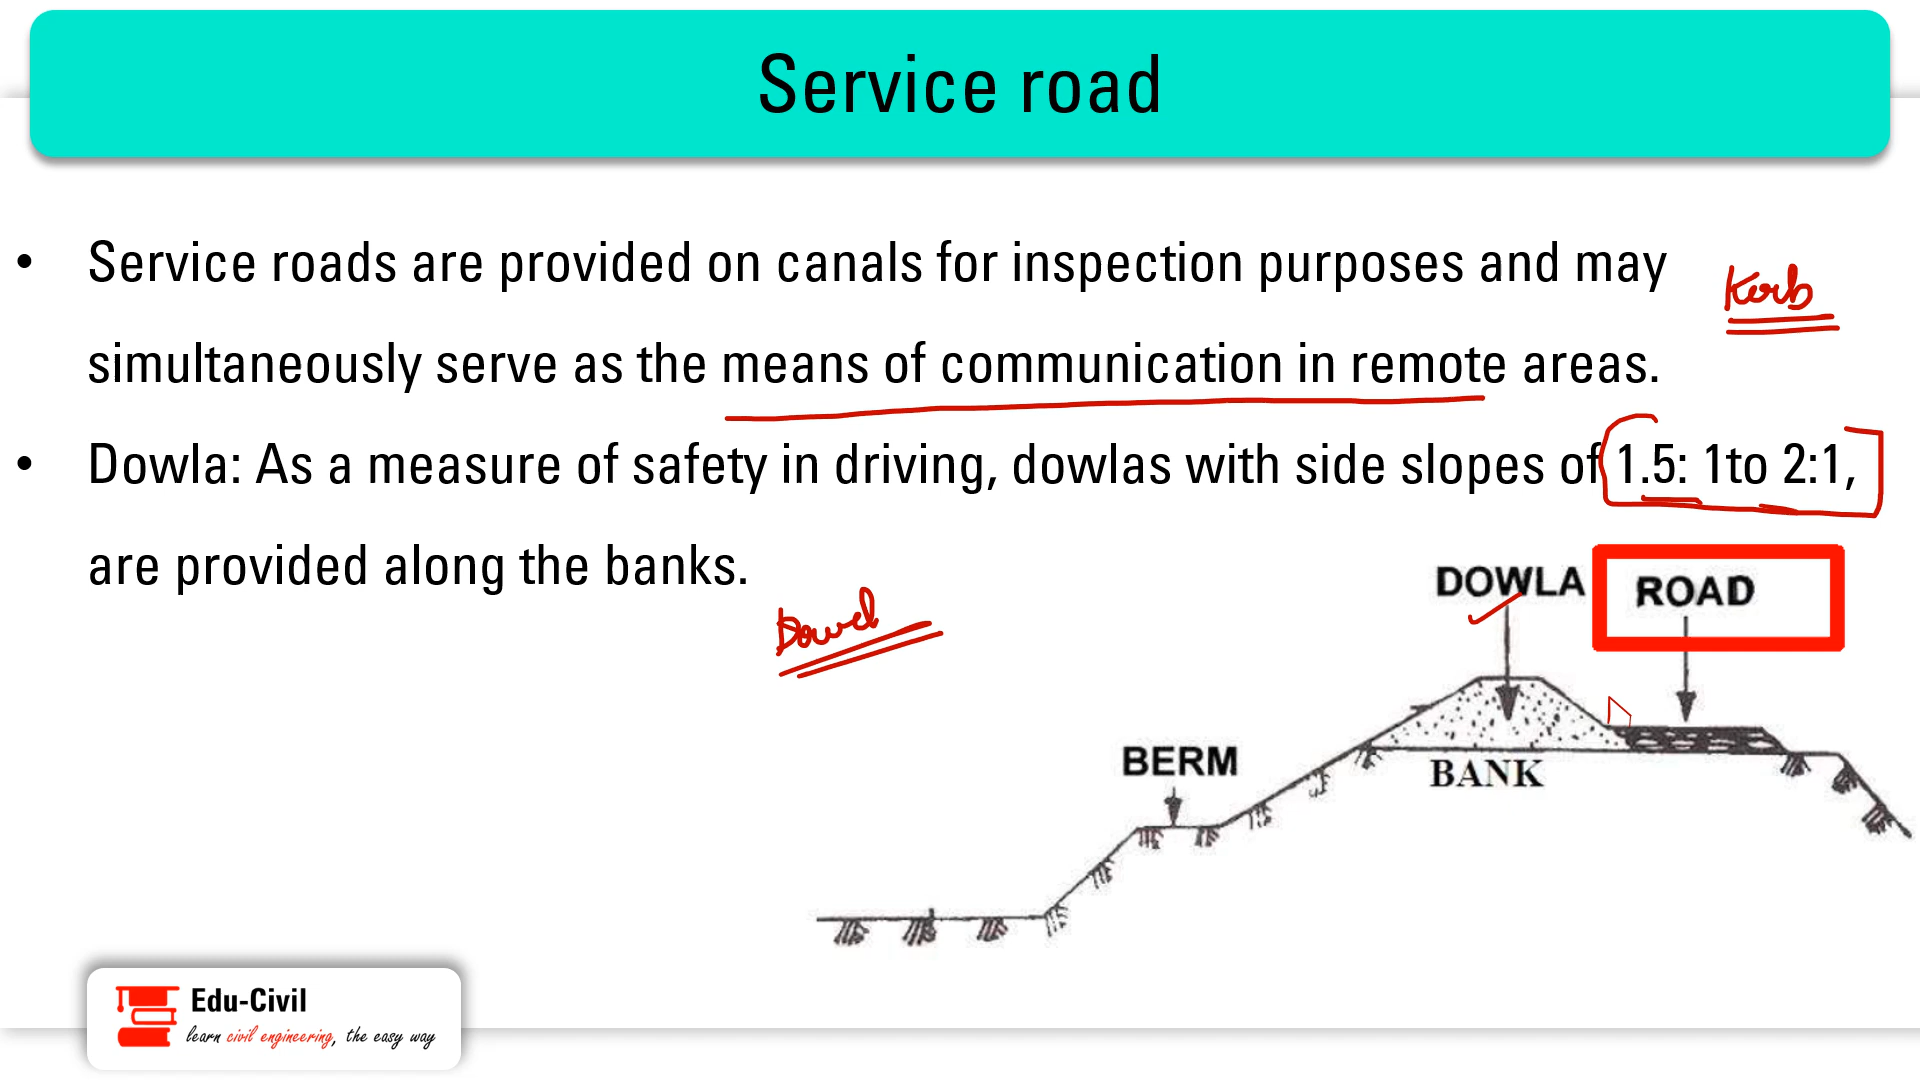 Service road
• Service roads are provided on canals for inspection purposes and may
Kerb
simultaneously serve as the means of communication in remote areas.
• Dowla: As a measure of safety in driving, dowlas with side slopes of 1.5: 1to 2:1,
are provided along the banks.
Dowel
DOWLA
ROAD
BERM
BANK
Edu-Civil
learn civil engineering, the easy way